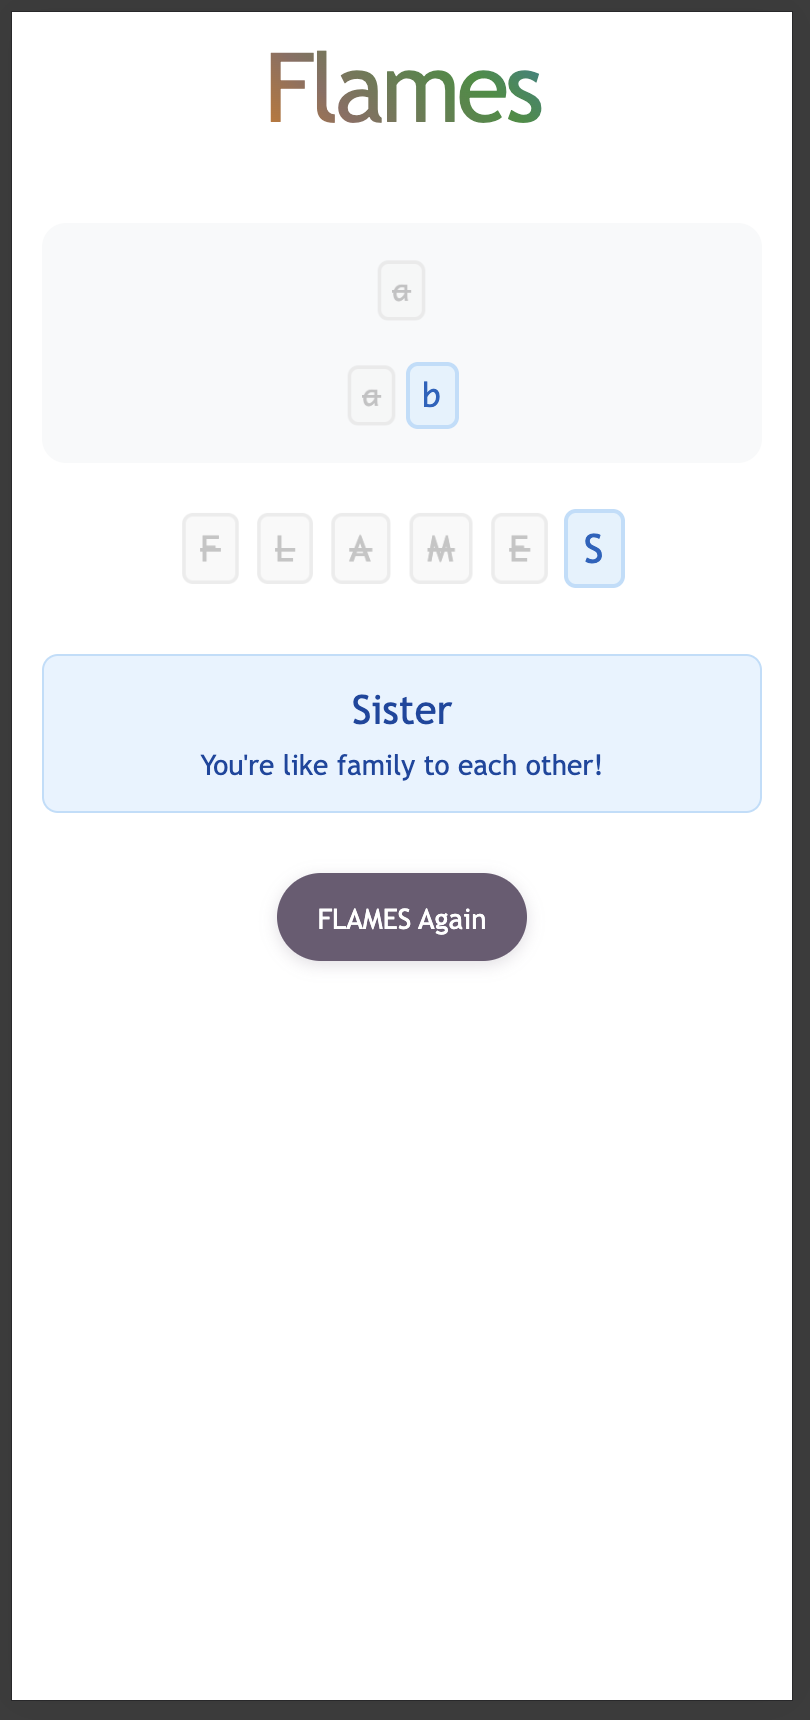 Flames
a
a b
F L A M E S
Sister
You're like family to each other!
FLAMES Again